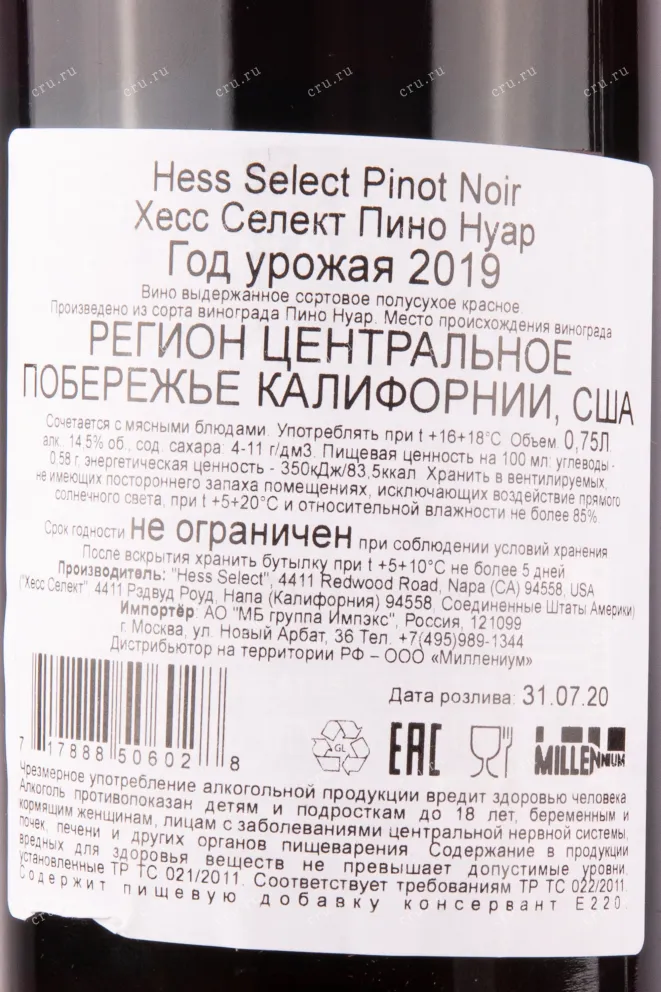 cru.ru cru.ru cru.ru cru.ru cru.ru cru.ru
Hess Select Pinot Noir
Хесс Селект Пино Нуар
Год урожая 2019
Вино выдержанное сортовое полусухое красное
Произведено из сорта винограда Пино Нуар. Место происхождения винограда
РЕГИОН ЦЕНТРАЛЬНОЕ
ПОБЕРЕЖЬЕ КАЛИФОРНИИ, США
Сочетается с мясными блюдами. Употреблять при t +16+18°С. Объем 0,75Л
алк. 14,5% об., сод. сахара: 4-11 г/дм3. Пищевая ценность на 100 мл: углеводы -
0,58 г, энергетическая ценность - 350кДж/83,5ккал. Хранить в вентилируемых,
не имеющих постороннего запаха помещениях, исключающих воздействие прямого
солнечного света, при t +5+20°С и относительной влажности не более 85%.
Срок годности не ограничен при соблюдении условий хранения
После вскрытия хранить бутылку при t +5+10°С не более 5 дней
Производитель: "Hess Select", 4411 Redwood Road, Napa (CA) 94558, USA
("Хесс Селект" 4411 Рэдвуд Роуд, Напа (Калифорния) 94558, Соединенные Штаты Америки)
Импортёр: АО "МБ группа Импэкс", Россия, 121099
г. Москва, ул. Новый Арбат, 36 Тел. +7(495)989-1344
Дистрибьютор на территории РФ – ООО «Миллениум»
Дата розлива: 31.07.20
7 17888 50602 8
GL
EAC
MILLENNIUM
Чрезмерное употребление алкогольной продукции вредит здоровью человека
Алкоголь противопоказан детям и подросткам до 18 лет, беременным и
кормящим женщинам, лицам с заболеваниями центральной нервной системы,
почек, печени и других органов пищеварения. Содержание в продукции
вредных для здоровья веществ не превышает допустимые уровни,
установленные ТР ТС 021/2011. Соответствует требованиям ТР ТС 022/2011.
Содержит пищевую добавку консервант Е220.